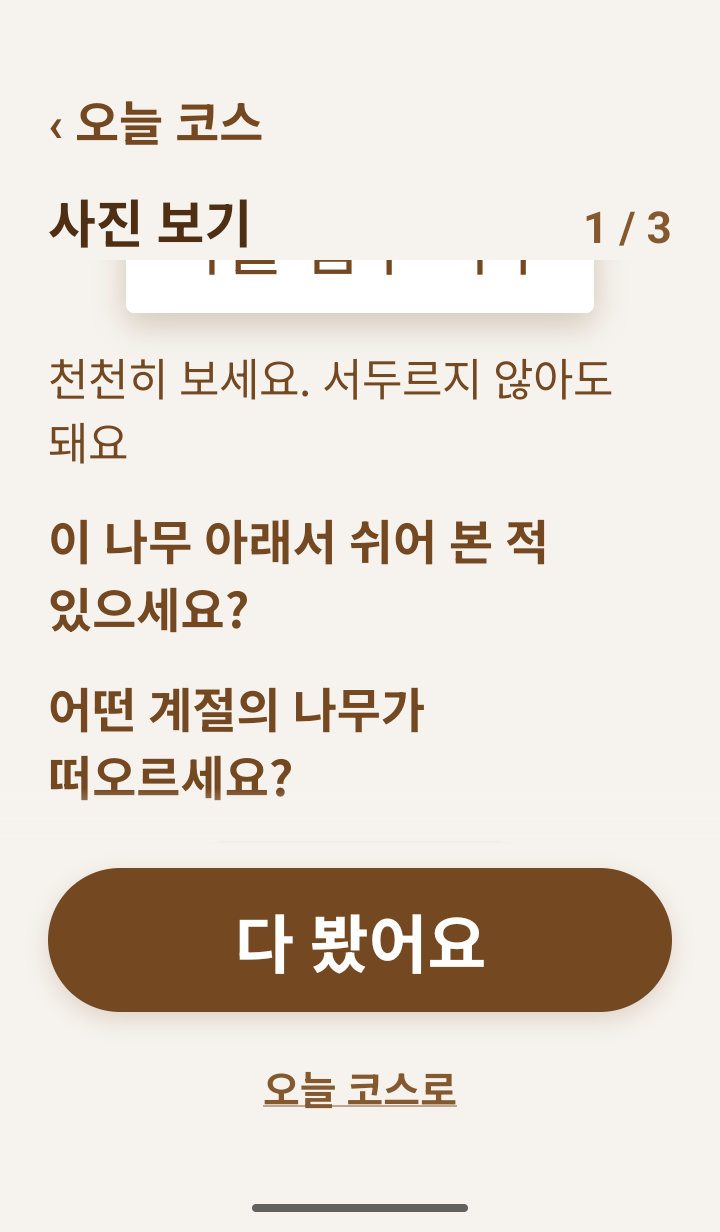 ‹ 오늘 코스
사진 보기
1 / 3
천천히 보세요. 서두르지 않아도
돼요
이 나무 아래서 쉬어 본 적
있으세요?
어떤 계절의 나무가
떠오르세요?
다 봤어요
오늘 코스로